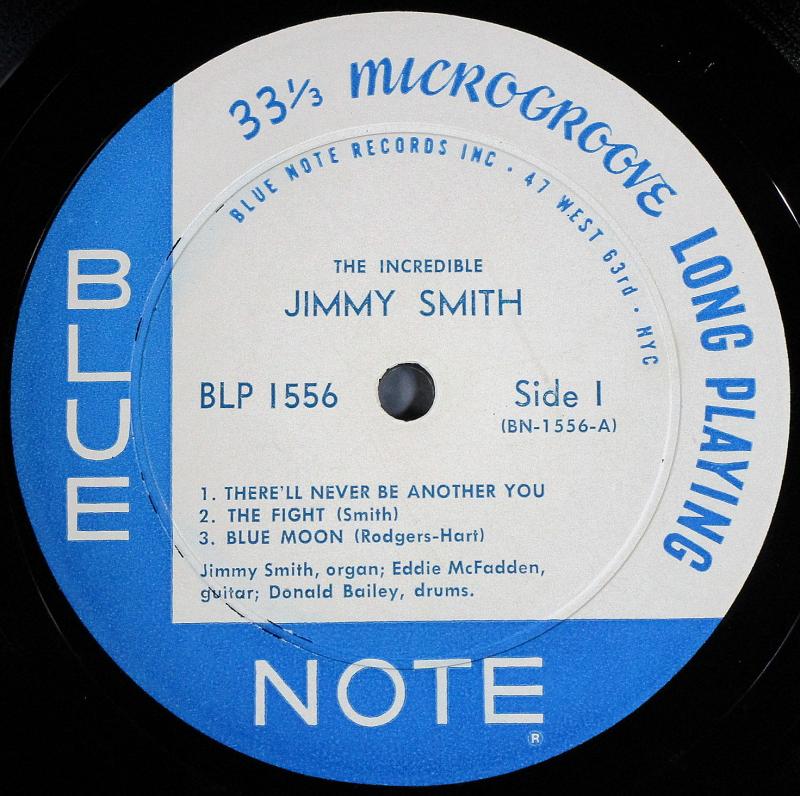 33⅓ MICROGROOVE LONG PLAYING
BLUE NOTE RECORDS INC · 47 WEST 63rd · NYC
THE INCREDIBLE
JIMMY SMITH
BLP 1556
Side 1
(BN-1556-A)
1. THERE'LL NEVER BE ANOTHER YOU
2. THE FIGHT (Smith)
3. BLUE MOON (Rodgers-Hart)
Jimmy Smith, organ; Eddie McFadden,
guitar; Donald Bailey, drums.
BLUE
NOTE
®